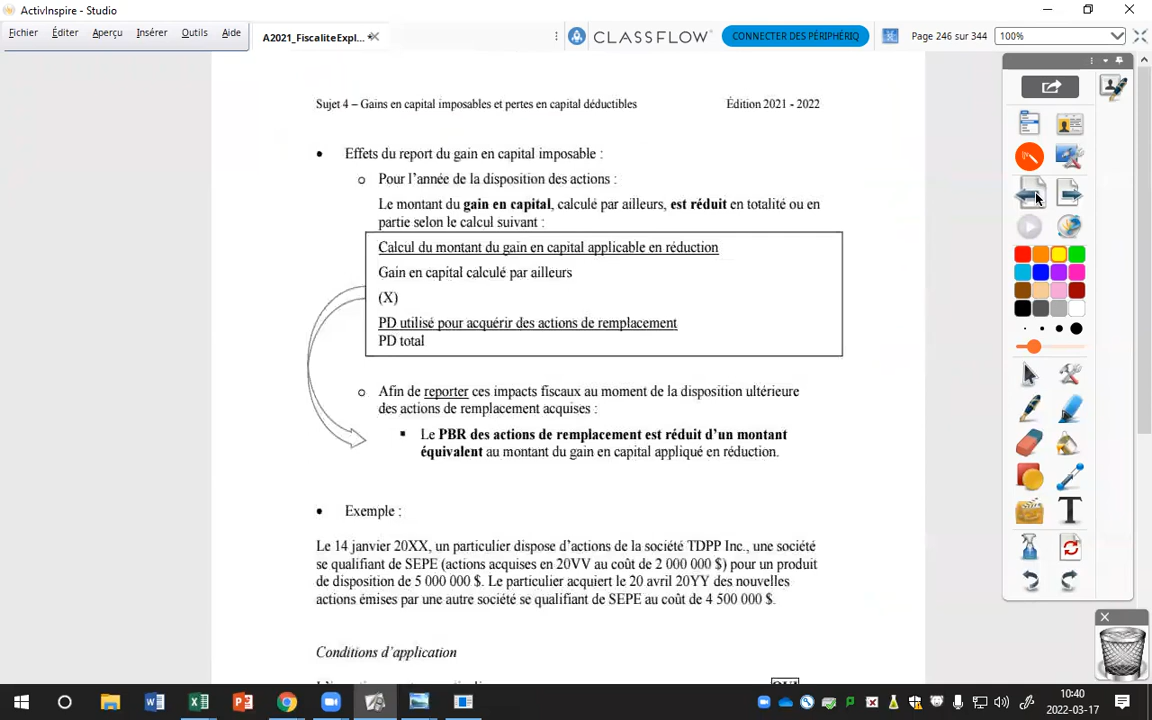 ActivInspire - Studio
Fichier Éditer Aperçu Insérer Outils Aide
A2021_FiscaliteExpl...
CLASSFLOW
CONNECTER DES PÉRIPHÉRIQ
Page 246 sur 344
100%
Sujet 4 – Gains en capital imposables et pertes en capital déductibles
Édition 2021 - 2022
• Effets du report du gain en capital imposable :
o Pour l'année de la disposition des actions :
Le montant du gain en capital, calculé par ailleurs, est réduit en totalité ou en
partie selon le calcul suivant :
Calcul du montant du gain en capital applicable en réduction
Gain en capital calculé par ailleurs
(X)
PD utilisé pour acquérir des actions de remplacement
PD total
o Afin de reporter ces impacts fiscaux au moment de la disposition ultérieure
des actions de remplacement acquises :
▪ Le PBR des actions de remplacement est réduit d'un montant
équivalent au montant du gain en capital appliqué en réduction.
• Exemple :
Le 14 janvier 20XX, un particulier dispose d'actions de la société TDPP Inc., une société
se qualifiant de SEPE (actions acquises en 20VV au coût de 2 000 000 $) pour un produit
de disposition de 5 000 000 $. Le particulier acquiert le 20 avril 20YY des nouvelles
actions émises par une autre société se qualifiant de SEPE au coût de 4 500 000 $.
Conditions d'application
10:40
2022-03-17